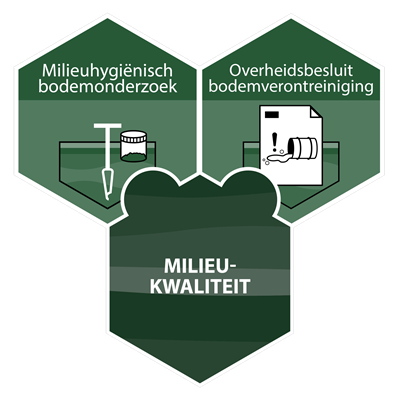 Milieuhygiënisch
bodemonderzoek
Overheidsbesluit
bodemverontreiniging
!
MILIEU-
KWALITEIT